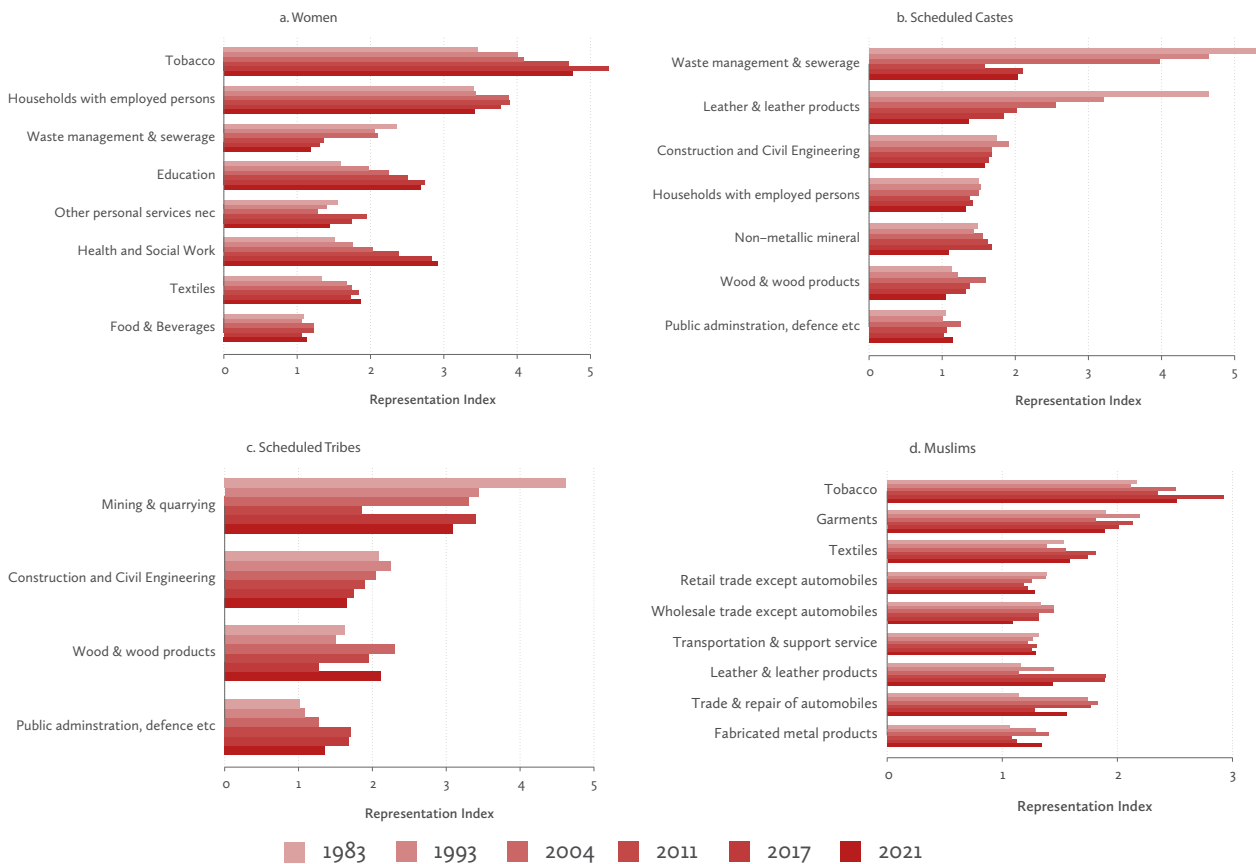 a. Women
Tobacco
Households with employed persons
Waste management & sewerage
Education
Other personal services nec
Health and Social Work
Textiles
Food & Beverages
0 1 2 3 4 5
Representation Index
b. Scheduled Castes
Waste management & sewerage
Leather & leather products
Construction and Civil Engineering
Households with employed persons
Non–metallic mineral
Wood & wood products
Public adminstration, defence etc
0 1 2 3 4 5
Representation Index
c. Scheduled Tribes
Mining & quarrying
Construction and Civil Engineering
Wood & wood products
Public adminstration, defence etc
0 1 2 3 4 5
Representation Index
d. Muslims
Tobacco
Garments
Textiles
Retail trade except automobiles
Wholesale trade except automobiles
Transportation & support service
Leather & leather products
Trade & repair of automobiles
Fabricated metal products
0 1 2 3
Representation Index
1983 1993 2004 2011 2017 2021